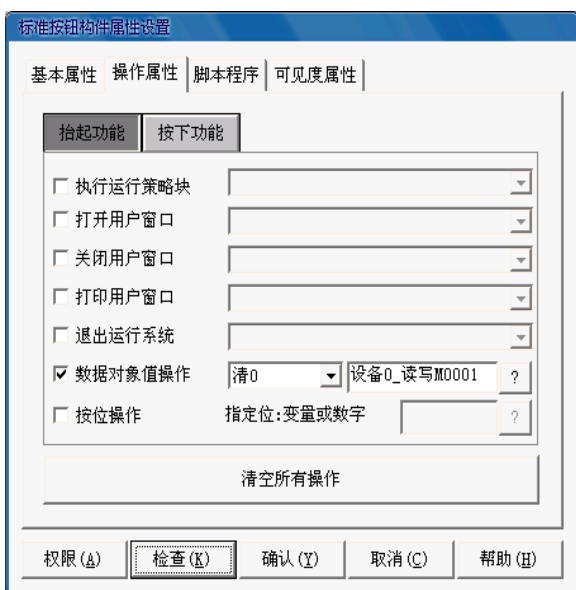 标准按钮构件属性设置
基本属性 操作属性 脚本程序 可见度属性
抬起功能 按下功能
执行运行策略块
打开用户窗口
关闭用户窗口
打印用户窗口
退出运行系统
数据对象值操作 清0 设备0_读写M0001 ?
按位操作 指定位:变量或数字 ?
清空所有操作
权限(A) 检查(K) 确认(Y) 取消(C) 帮助(H)